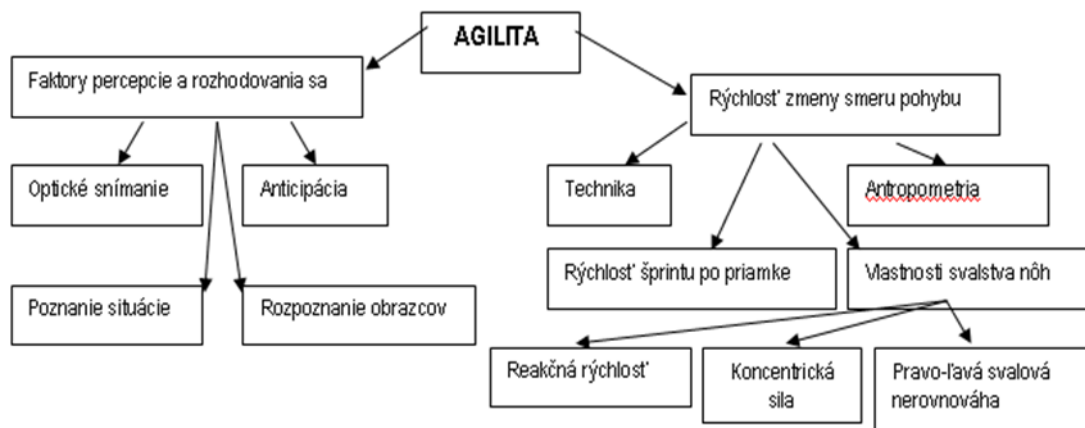 AGILITA
Faktory percepcie a rozhodovania sa
Rýchlosť zmeny smeru pohybu
Optické snímanie
Anticipácia
Technika
Antropometria
Rýchlosť šprintu po priamke
Vlastnosti svalstva nôh
Poznanie situácie
Rozpoznanie obrazcov
Reakčná rýchlosť
Koncentrická
sila
Pravo-ľavá svalová
nerovnováha